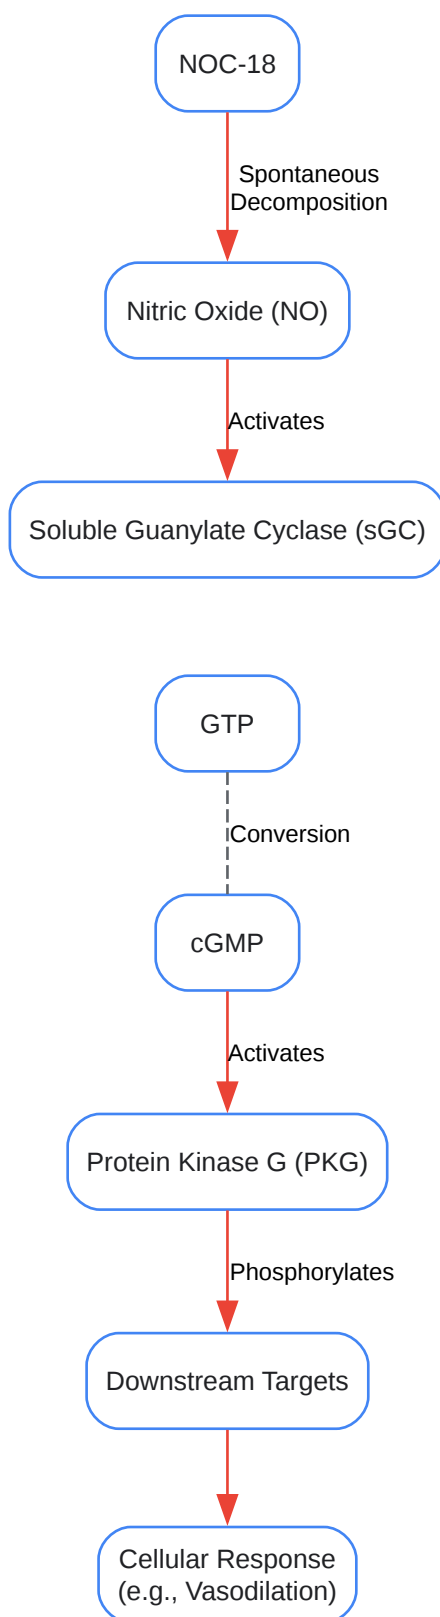 NOC-18
Spontaneous
Decomposition
Nitric Oxide (NO)
Activates
Soluble Guanylate Cyclase (sGC)
GTP
Conversion
cGMP
Activates
Protein Kinase G (PKG)
Phosphorylates
Downstream Targets
Cellular Response
(e.g., Vasodilation)